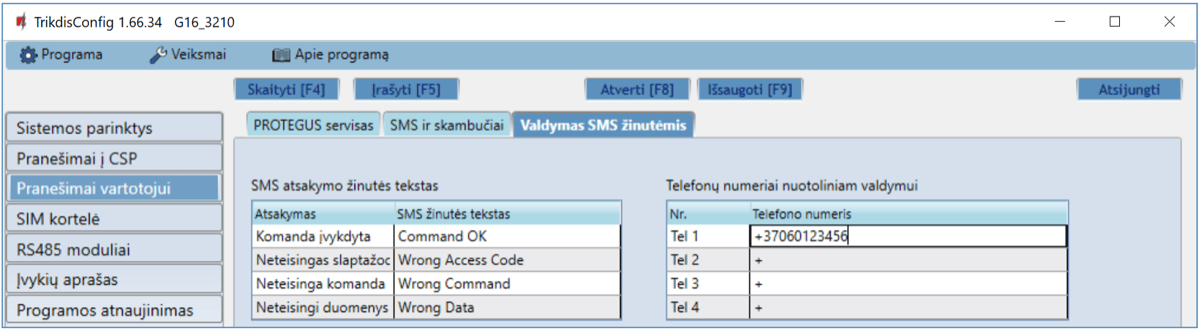 TrikdisConfig 1.66.34 G16_3210
Programa Veiksmai Apie programą
Skaityti [F4] Įrašyti [F5] Atverti [F8] Išsaugoti [F9] Atsijungti
Sistemos parinktys
Pranešimai į CSP
Pranešimai vartotojui
SIM kortelė
RS485 moduliai
Įvykių aprašas
Programos atnaujinimas
PROTEGUS servisas SMS ir skambučiai Valdymas SMS žinutėmis
SMS atsakymo žinutės tekstas
Atsakymas SMS žinutės tekstas
Komanda įvykdyta Command OK
Neteisingas slaptažoc Wrong Access Code
Neteisinga komanda Wrong Command
Neteisingi duomenys Wrong Data
Telefonų numeriai nuotoliniam valdymui
Nr. Telefono numeris
Tel 1 +37060123456
Tel 2 +
Tel 3 +
Tel 4 +